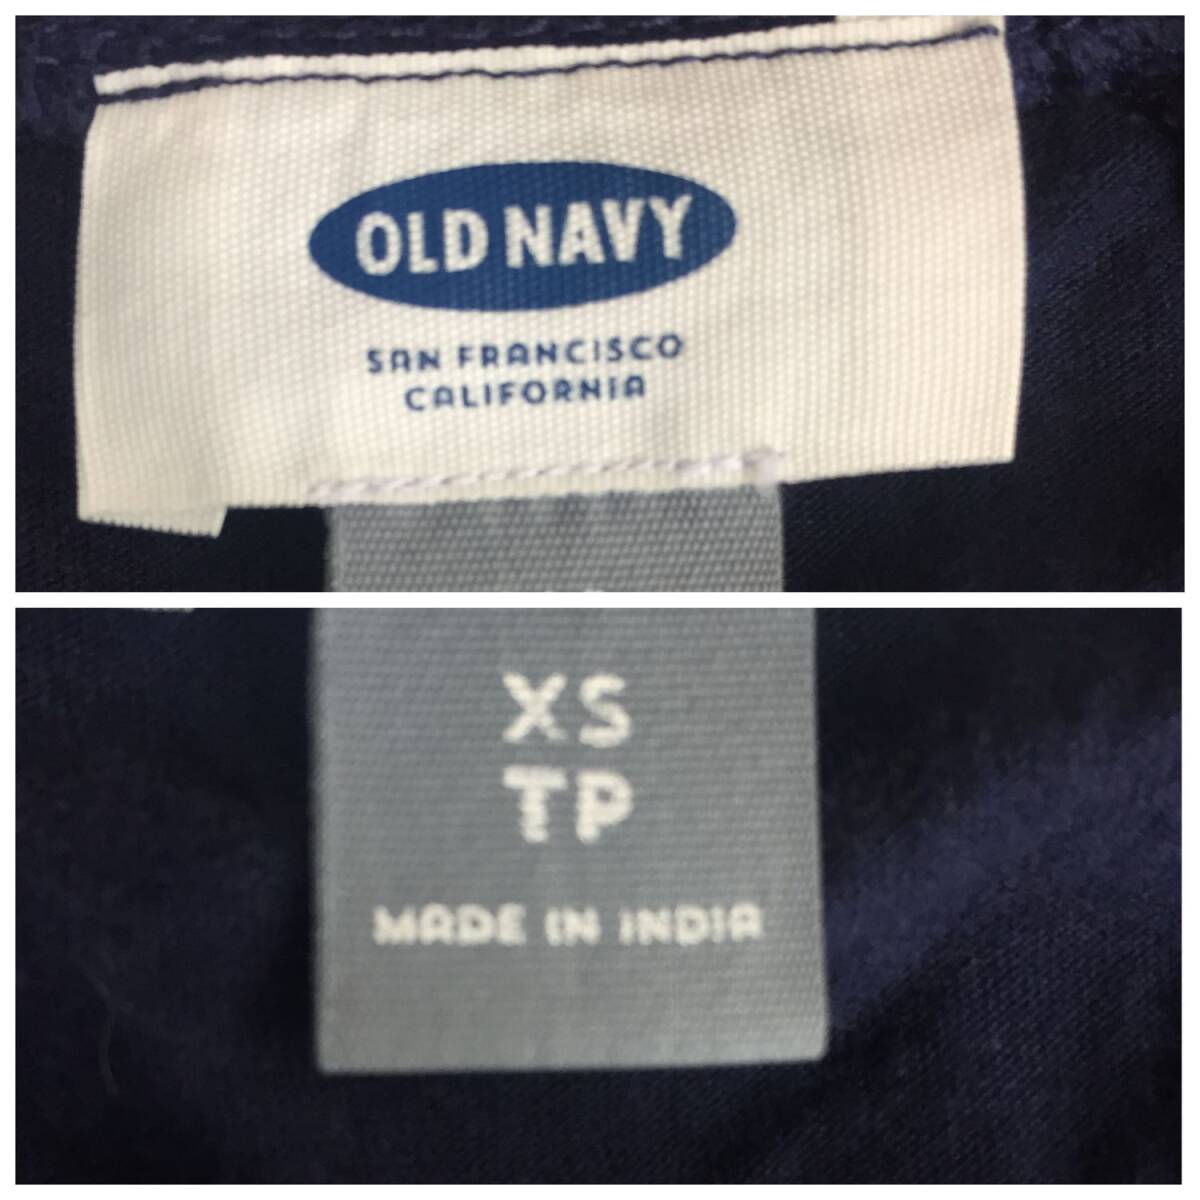 OLD NAVY
SAN FRANCISCO
CALIFORNIA
XS
TP
MADE IN INDIA